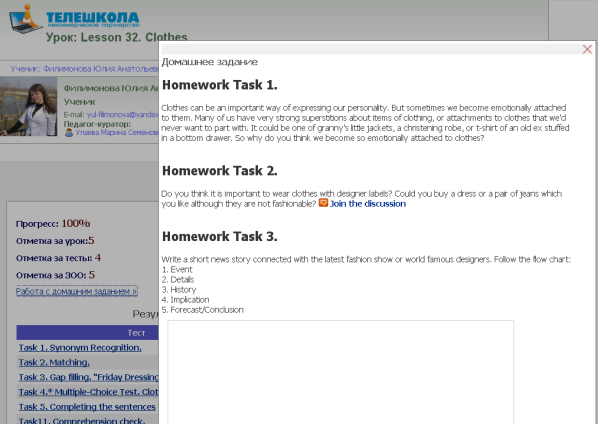 ТЕЛЕШКОЛА
некоммерческое партнерство
Урок: Lesson 32. Clothes
Ученик: Филимонова Юлия Анатольев
Филимонова Юлия А
Ученик
E-mail: yul-filimonova@yande
Педагог-куратор:
Улаева Марина Семенов
Прогресс: 100%
Отметка за урок:5
Отметка за тесты: 4
Отметка за ЭОО: 5
Работа с домашним заданием »
Резул
Тест
Task 1. Synonym Recognition.
Task 2. Matching.
Task 3. Gap filling. "Friday Dressing
Task 4.* Multiple-Choice Test. Clot
Task 5. Completing the sentences
Task11. Comprehension check.
Домашнее задание
Homework Task 1.
Clothes can be an important way of expressing our personality. But sometimes we become emotionally attached
to them. Many of us have very strong superstitions about items of clothing, or attachments to clothes that we'd
never want to part with. It could be one of granny's little jackets, a christening robe, or t-shirt of an old ex stuffed
in a bottom drawer. So why do you think we become so emotionally attached to clothes?
Homework Task 2.
Do you think it is important to wear clothes with designer labels? Could you buy a dress or a pair of jeans which
you like although they are not fashionable? Join the discussion
Homework Task 3.
Write a short news story connected with the latest fashion show or world famous designers. Follow the flow chart:
1. Event
2. Details
3. History
4. Implication
5. Forecast/Conclusion